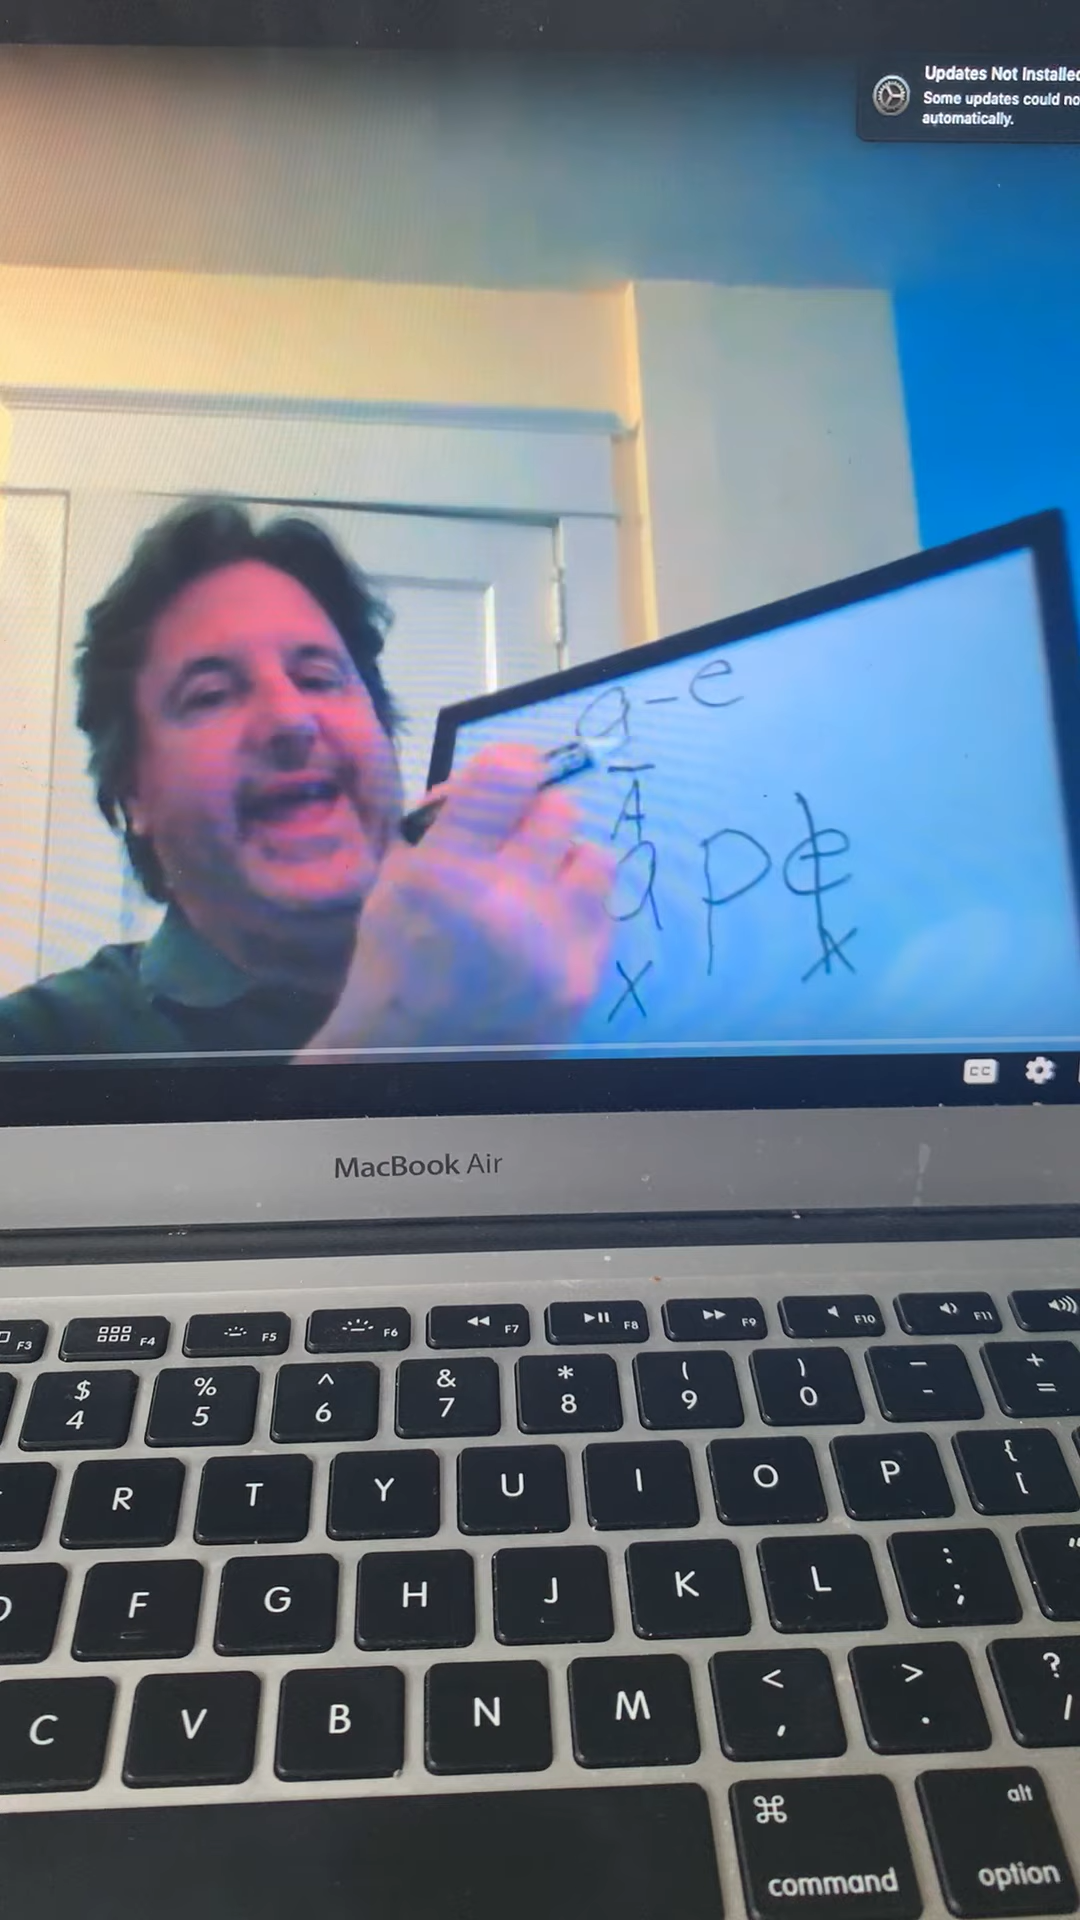 Updates Not Installed
Some updates could no
automatically.
a-e
A
a p e
x x
CC
MacBook Air
F3 F4 F5 F6 F7 F8 F9 F10 F11
$ % ^ & * ( ) _ +
4 5 6 7 8 9 0 - =
R T Y U I O P { [
F G H J K L : ;
C V B N M < , > . ? /
⌘ alt
command option